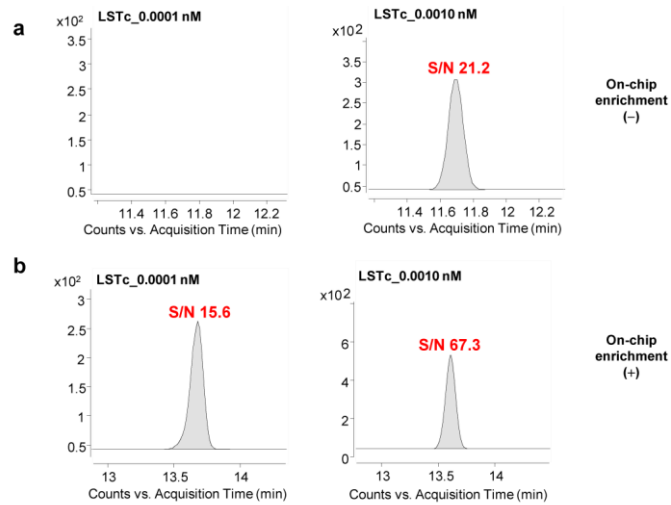 a
LSTc_0.0001 nM
x10²
3.5
3
2.5
2
1.5
1
0.5
11.4 11.6 11.8 12 12.2
Counts vs. Acquisition Time (min)
LSTc_0.0010 nM
x10²
S/N 21.2
3.5
3
2.5
2
1.5
1
0.5
11.4 11.6 11.8 12 12.2
Counts vs. Acquisition Time (min)
On-chip
enrichment
(−)
b
LSTc_0.0001 nM
x10²
S/N 15.6
3
2.5
2
1.5
1
0.5
13 13.5 14
Counts vs. Acquisition Time (min)
LSTc_0.0010 nM
x10²
S/N 67.3
6
4
2
0
13 13.5 14
Counts vs. Acquisition Time (min)
On-chip
enrichment
(+)